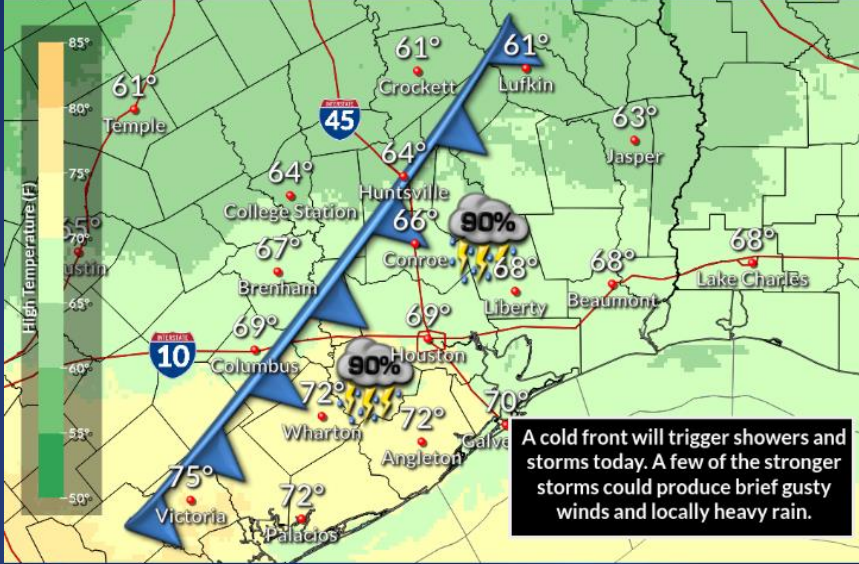 85°
80°
75°
70°
65°
60°
55°
50°
High Temperature (F)
61°
Crockett
61°
Lufkin
61°
Temple
INTERSTATE
45
63°
Jasper
64°
Huntsville
64°
College Station
66°
Conroe
90%
67°
Brenham
68°
Liberty
68°
Beaumont
68°
Lake Charles
69°
Columbus
69°
Houston
INTERSTATE
10
90%
72°
Wharton
72°
Angleton
70°
Galv
75°
Victoria
72°
Palacios
A cold front will trigger showers and
storms today. A few of the stronger
storms could produce brief gusty
winds and locally heavy rain.